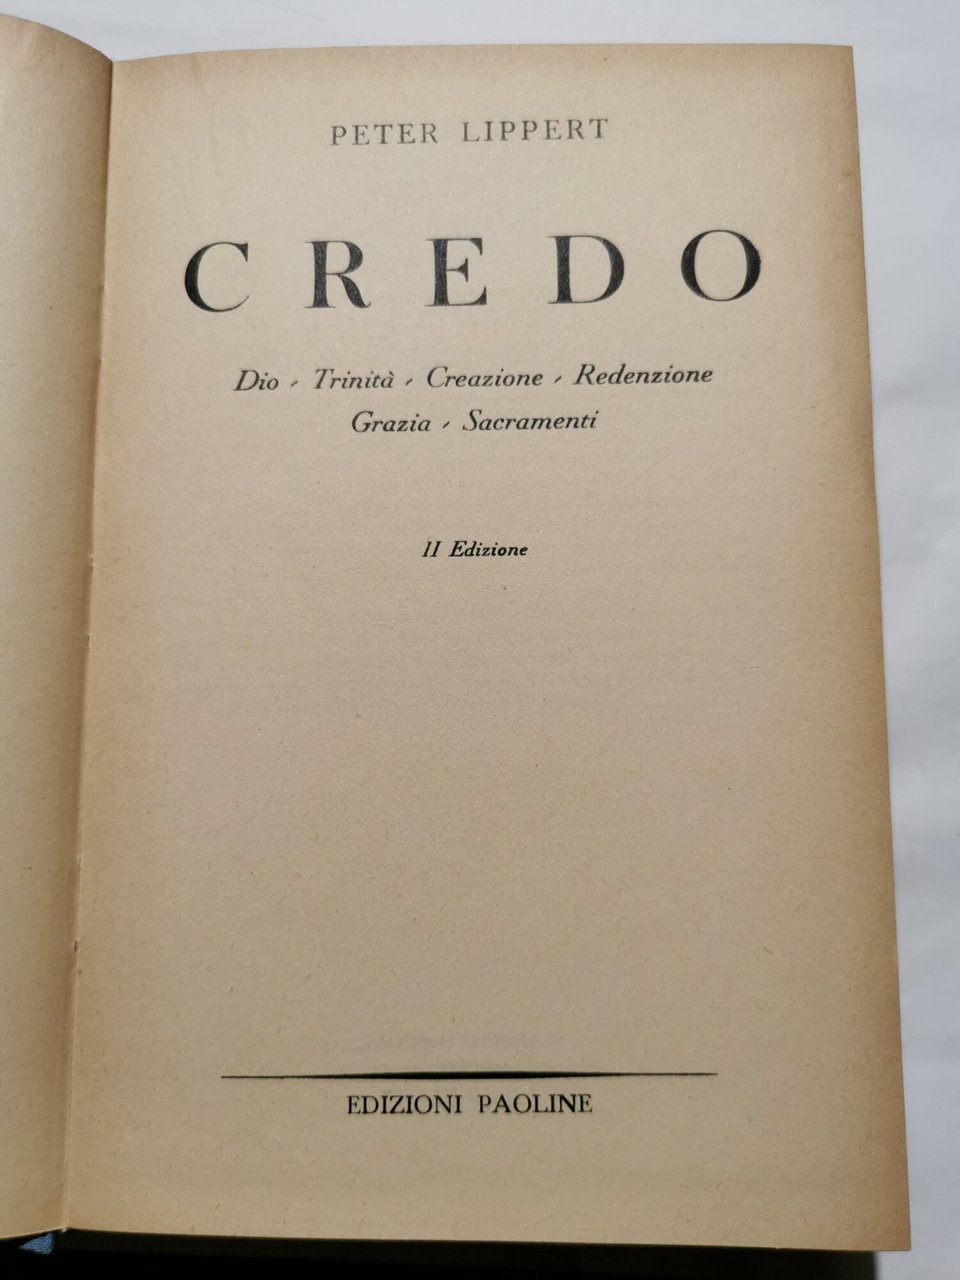 PETER LIPPERT
CREDO
Dio - Trinità - Creazione - Redenzione
Grazia - Sacramenti
II Edizione
EDIZIONI PAOLINE